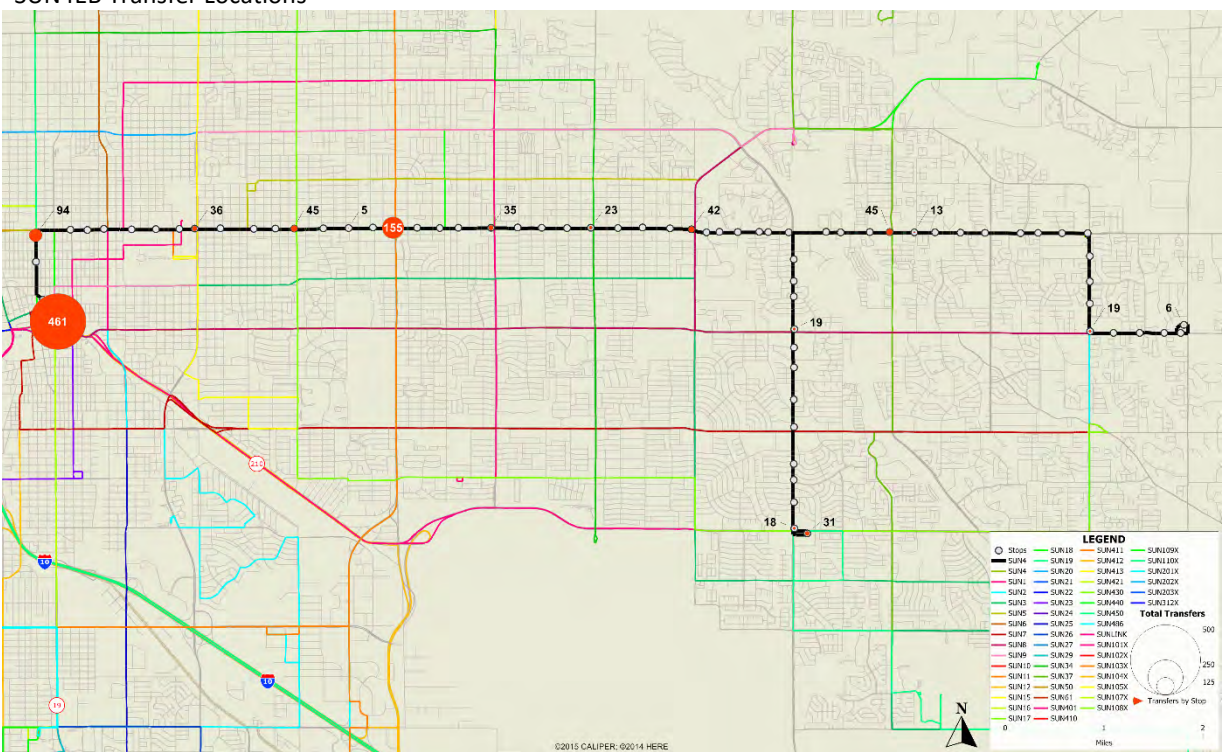 SUN4EB Transfer Locations
94
36
45
5
155
35
23
42
45
13
461
19
19
6
210
18
31
10
10
19
LEGEND
Stops
SUN4
SUN4
SUN1
SUN2
SUN3
SUN5
SUN6
SUN7
SUN8
SUN9
SUN10
SUN11
SUN12
SUN15
SUN16
SUN17
SUN18
SUN19
SUN20
SUN21
SUN22
SUN23
SUN24
SUN25
SUN26
SUN27
SUN29
SUN34
SUN37
SUN50
SUN61
SUN401
SUN410
SUN411
SUN412
SUN413
SUN421
SUN430
SUN440
SUN450
SUN486
SUNLINK
SUN101X
SUN102X
SUN103X
SUN104X
SUN105X
SUN107X
SUN108X
SUN109X
SUN110X
SUN201X
SUN202X
SUN203X
SUN312X
Total Transfers
500
250
125
Transfers by Stop
N
0 1 2
Miles
©2015 CALIPER; ©2014 HERE